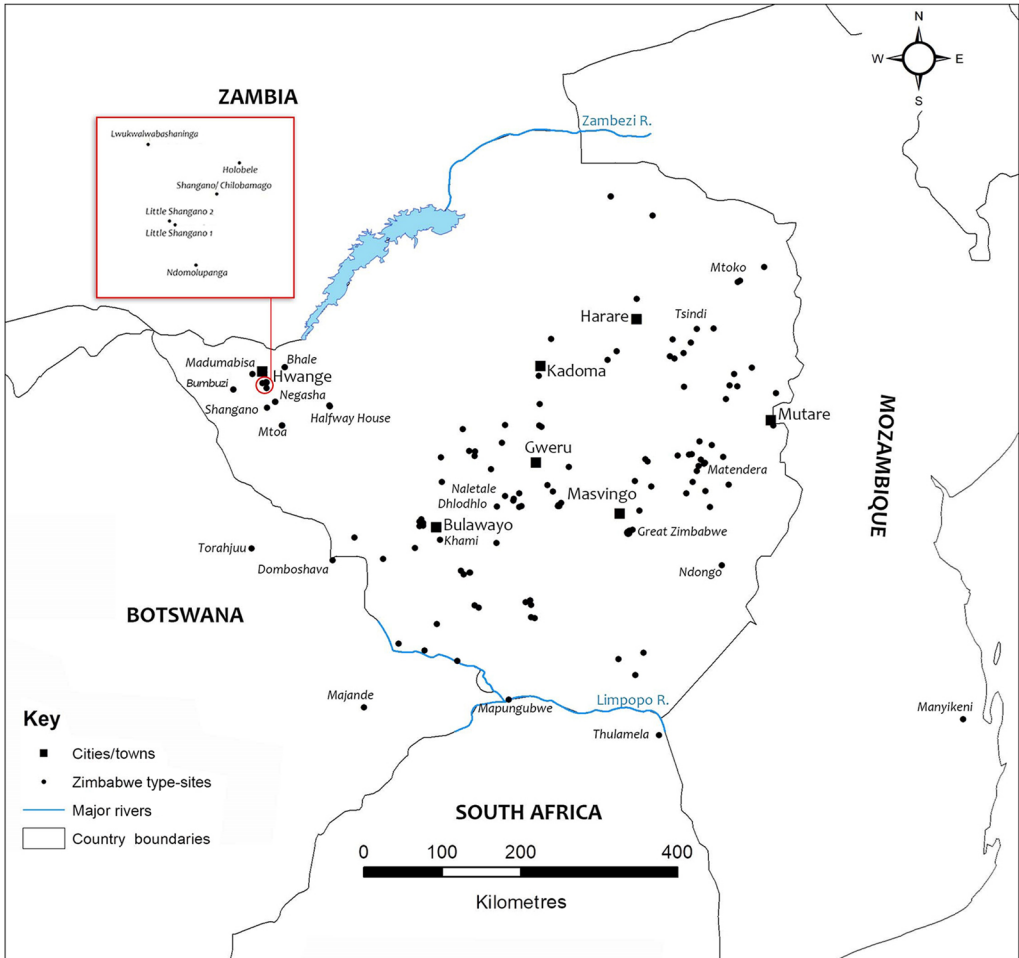 N
W
E
S
ZAMBIA
Zambezi R.
Lwukwalwabashaninga
Holobele
Shangano/ Chilobamago
Little Shangano 2
Little Shangano 1
Ndomolupanga
Mtoko
Harare
Tsindi
Madumabisa
Bhale
Hwange
Kadoma
Bumbuzi
Negasha
Shangano
Halfway House
Mtoa
Mutare
MOZAMBIQUE
Gweru
Matendera
Naletale
Masvingo
Dhlodhlo
Bulawayo
Khami
Great Zimbabwe
Torahjuu
Domboshava
Ndongo
BOTSWANA
Majande
Mapungubwe
Limpopo R.
Manyikeni
Thulamela
Key
Cities/towns
Zimbabwe type-sites
Major rivers
Country boundaries
SOUTH AFRICA
0 100 200 400
Kilometres